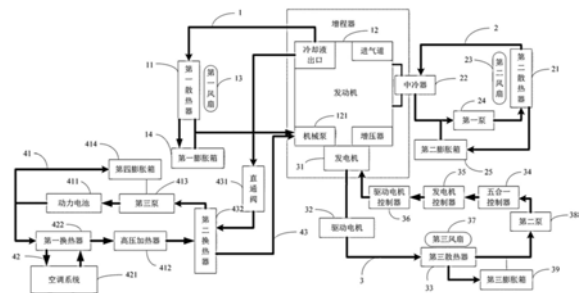 1
增程器
12
2
冷却液
出口
进气道
11
第一散热器
第一风扇
13
发动机
中冷器
22
23
第二风扇
第二散热器
21
24
第一泵
14
第一膨胀箱
121
机械泵
增压器
31
发电机
第二膨胀箱
25
414
第四膨胀箱
41
411
413
动力电池
第三泵
431
直通阀
432
422
第一换热器
高压加热器
第二换热器
42
空调系统
421
412
43
32
驱动电机
驱动电机
控制器
36
35
发电机
控制器
34
五合一
控制器
第二泵
38
37
第三风扇
第三散热器
3
33
第三膨胀箱
39